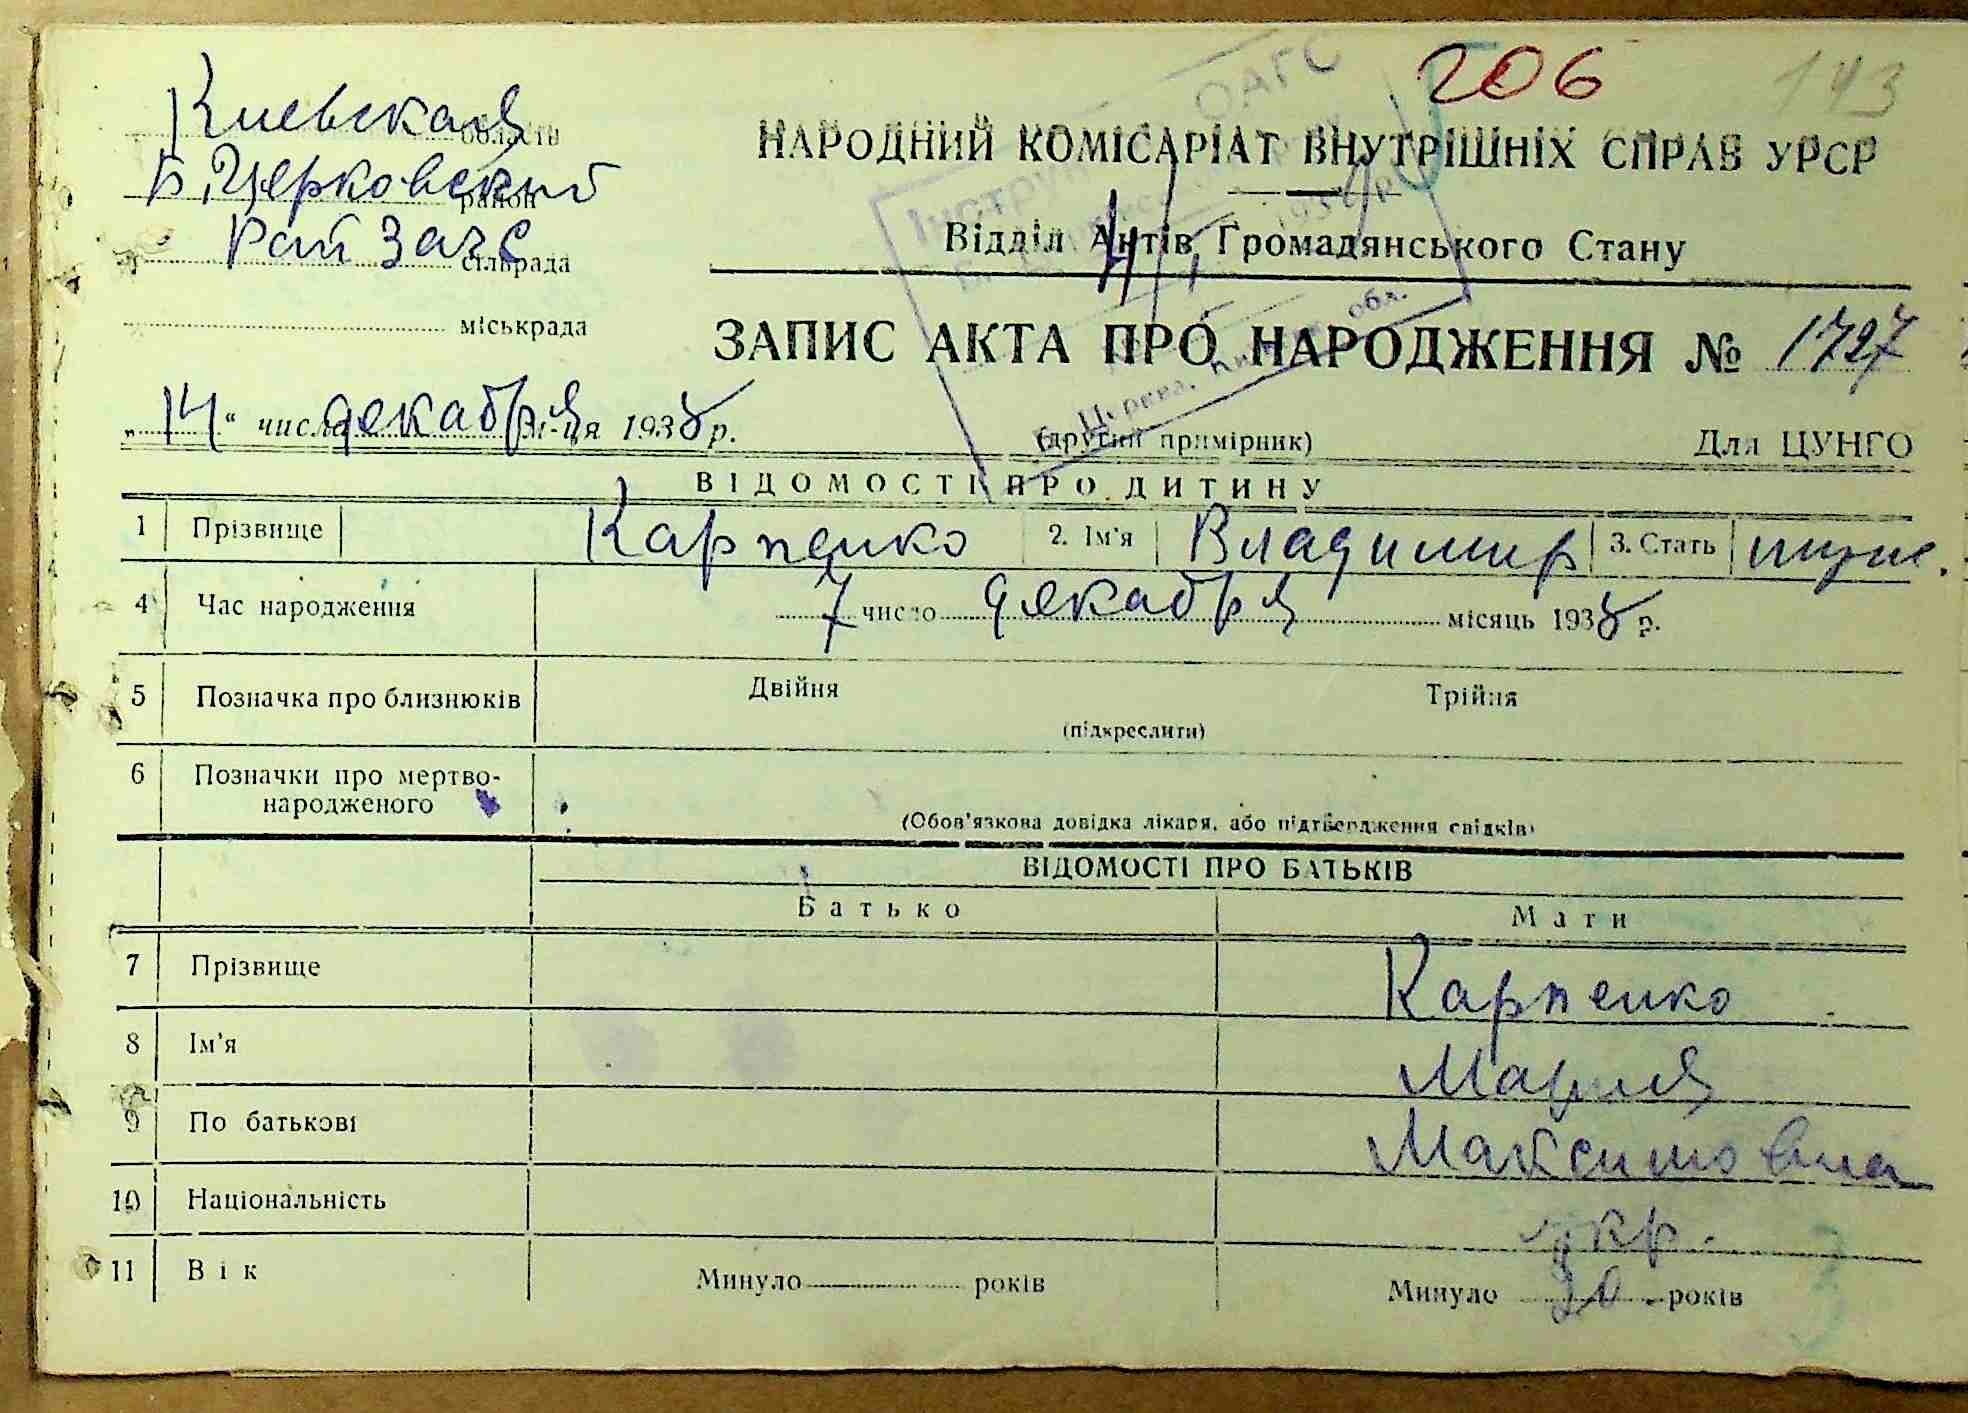 206 143
Киевская область
Б. Церковский район
Рай Загс сільрада
міськрада
НАРОДНИЙ КОМІСАРІАТ ВНУТРІШНІХ СПРАВ УРСР
Відділ Актів Громадянського Стану
ЗАПИС АКТА ПРО НАРОДЖЕННЯ № 1727
„14“ числа декабря м-ця 1938 р.
(другий примірник) Для ЦУНГО
ВІДОМОСТІ ПРО ДИТИНУ
1 Прізвище Карпенко 2. Ім'я Владимир 3. Стать муж.
4 Час народження 7 число декабря місяць 1938 р.
5 Позначка про близнюків Двійня Трійня
(підкреслити)
6 Позначки про мертво-
народженого
(Обов'язкова довідка лікаря, або підтвердження свідків)
ВІДОМОСТІ ПРО БАТЬКІВ
Батько Мати
7 Прізвище Карпенко
8 Ім'я Мария
9 По батькові Максимовна
10 Національність укр.
11 Вік Минуло років Минуло 30 років